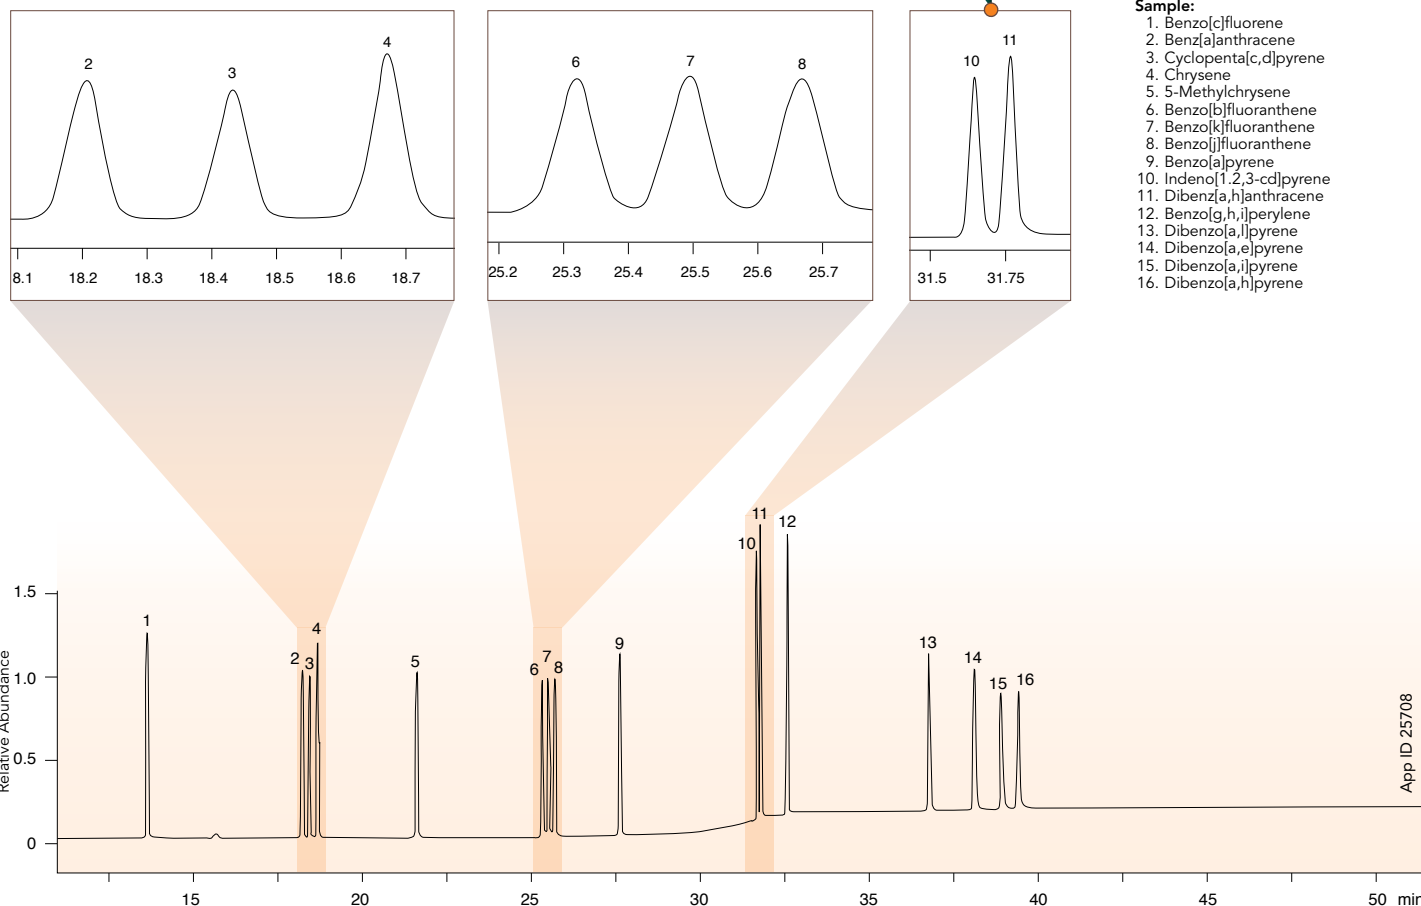 2
3
4
8.1 18.2 18.3 18.4 18.5 18.6 18.7
6
7
8
25.2 25.3 25.4 25.5 25.6 25.7
10
11
31.5 31.75
Sample:
1. Benzo[c]fluorene
2. Benz[a]anthracene
3. Cyclopenta[c,d]pyrene
4. Chrysene
5. 5-Methylchrysene
6. Benzo[b]fluoranthene
7. Benzo[k]fluoranthene
8. Benzo[j]fluoranthene
9. Benzo[a]pyrene
10. Indeno[1.2,3-cd]pyrene
11. Dibenz[a,h]anthracene
12. Benzo[g,h,i]perylene
13. Dibenzo[a,l]pyrene
14. Dibenzo[a,e]pyrene
15. Dibenzo[a,i]pyrene
16. Dibenzo[a,h]pyrene
Relative Abundance
1.5
1.0
0.5
0
1
2
3
4
5
6
7
8
9
10
11
12
13
14
15
16
15 20 25 30 35 40 45 50 min
App ID 25708